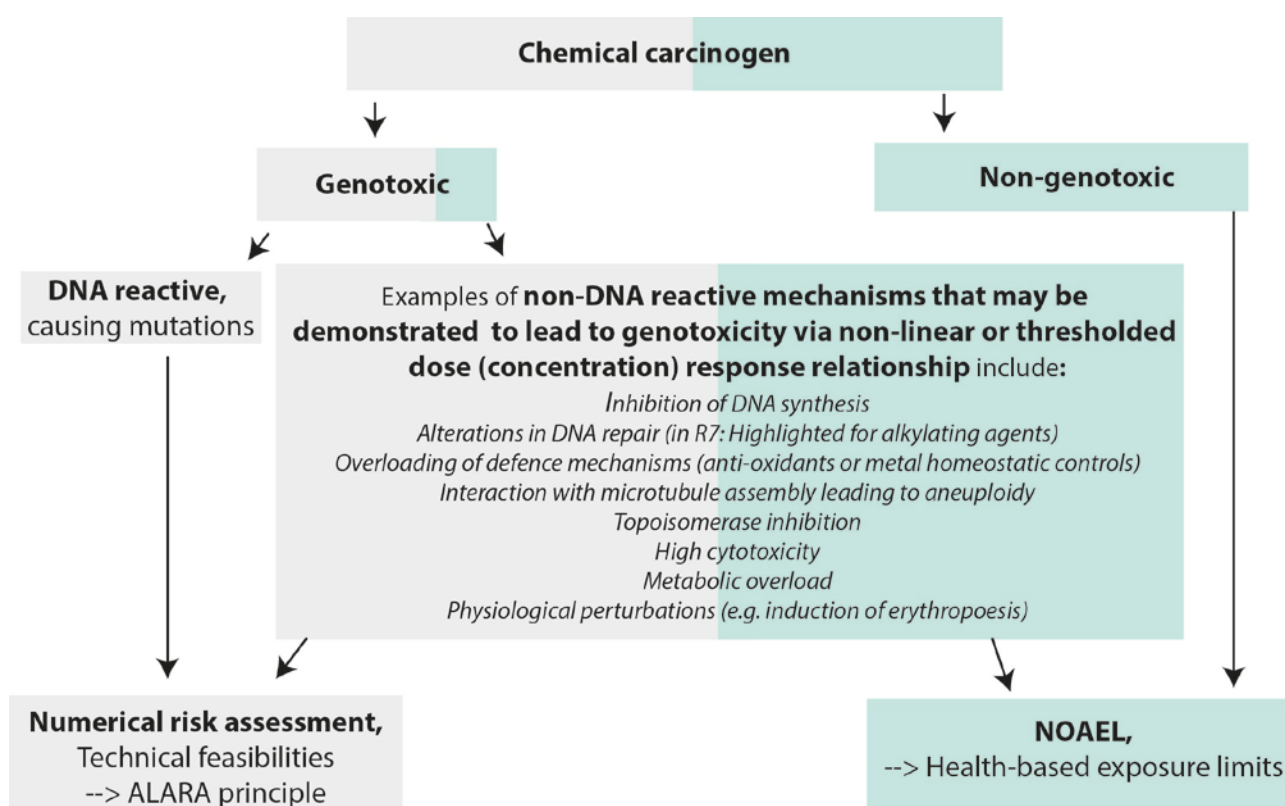 Chemical carcinogen
Genotoxic
Non-genotoxic
DNA reactive,
causing mutations
Examples of non-DNA reactive mechanisms that may be
demonstrated to lead to genotoxicity via non-linear or thresholded
dose (concentration) response relationship include:
Inhibition of DNA synthesis
Alterations in DNA repair (in R7: Highlighted for alkylating agents)
Overloading of defence mechanisms (anti-oxidants or metal homeostatic controls)
Interaction with microtubule assembly leading to aneuploidy
Topoisomerase inhibition
High cytotoxicity
Metabolic overload
Physiological perturbations (e.g. induction of erythropoesis)
Numerical risk assessment,
Technical feasibilities
--> ALARA principle
NOAEL,
--> Health-based exposure limits